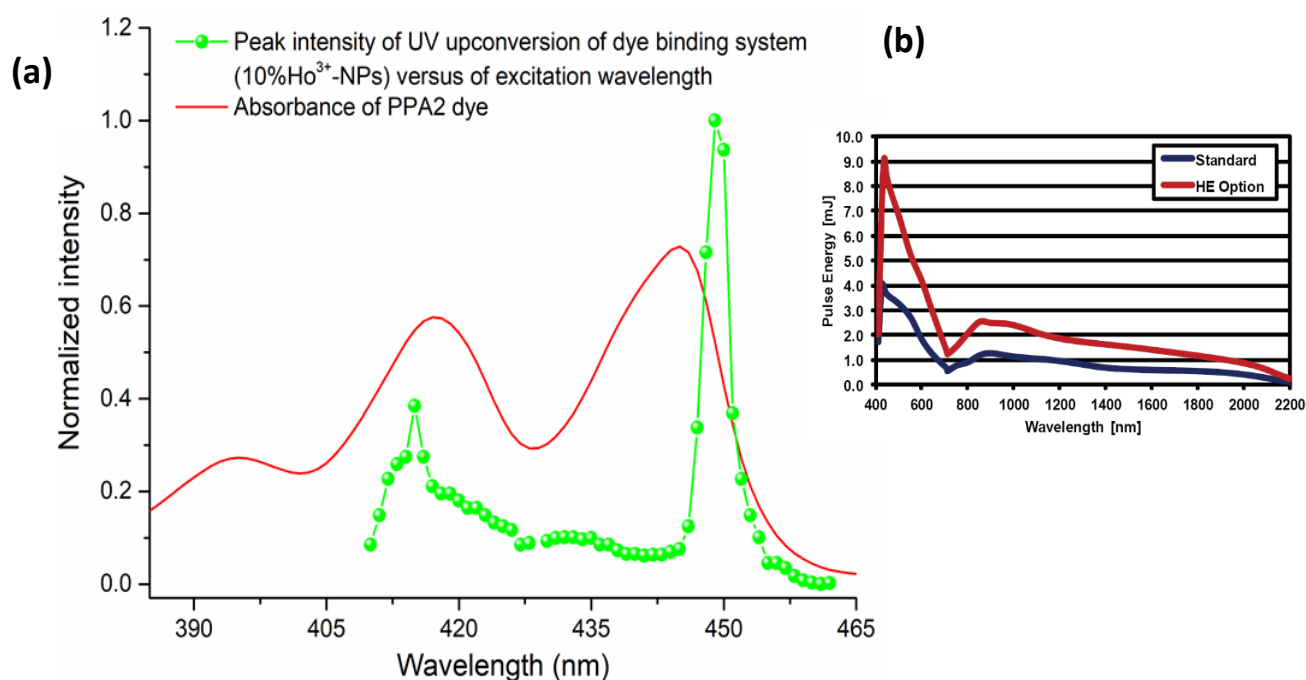 (a)
1.2
1.0
0.8
0.6
0.4
0.2
0.0
Normalized intensity
Peak intensity of UV upconversion of dye binding system
(10%Ho³⁺-NPs) versus of excitation wavelength
Absorbance of PPA2 dye
390 405 420 435 450 465
Wavelength (nm)
(b)
10.0
9.0
8.0
7.0
6.0
5.0
4.0
3.0
2.0
1.0
0.0
Pulse Energy [mJ]
Standard
HE Option
400 600 800 1000 1200 1400 1600 1800 2000 2200
Wavelength [nm]